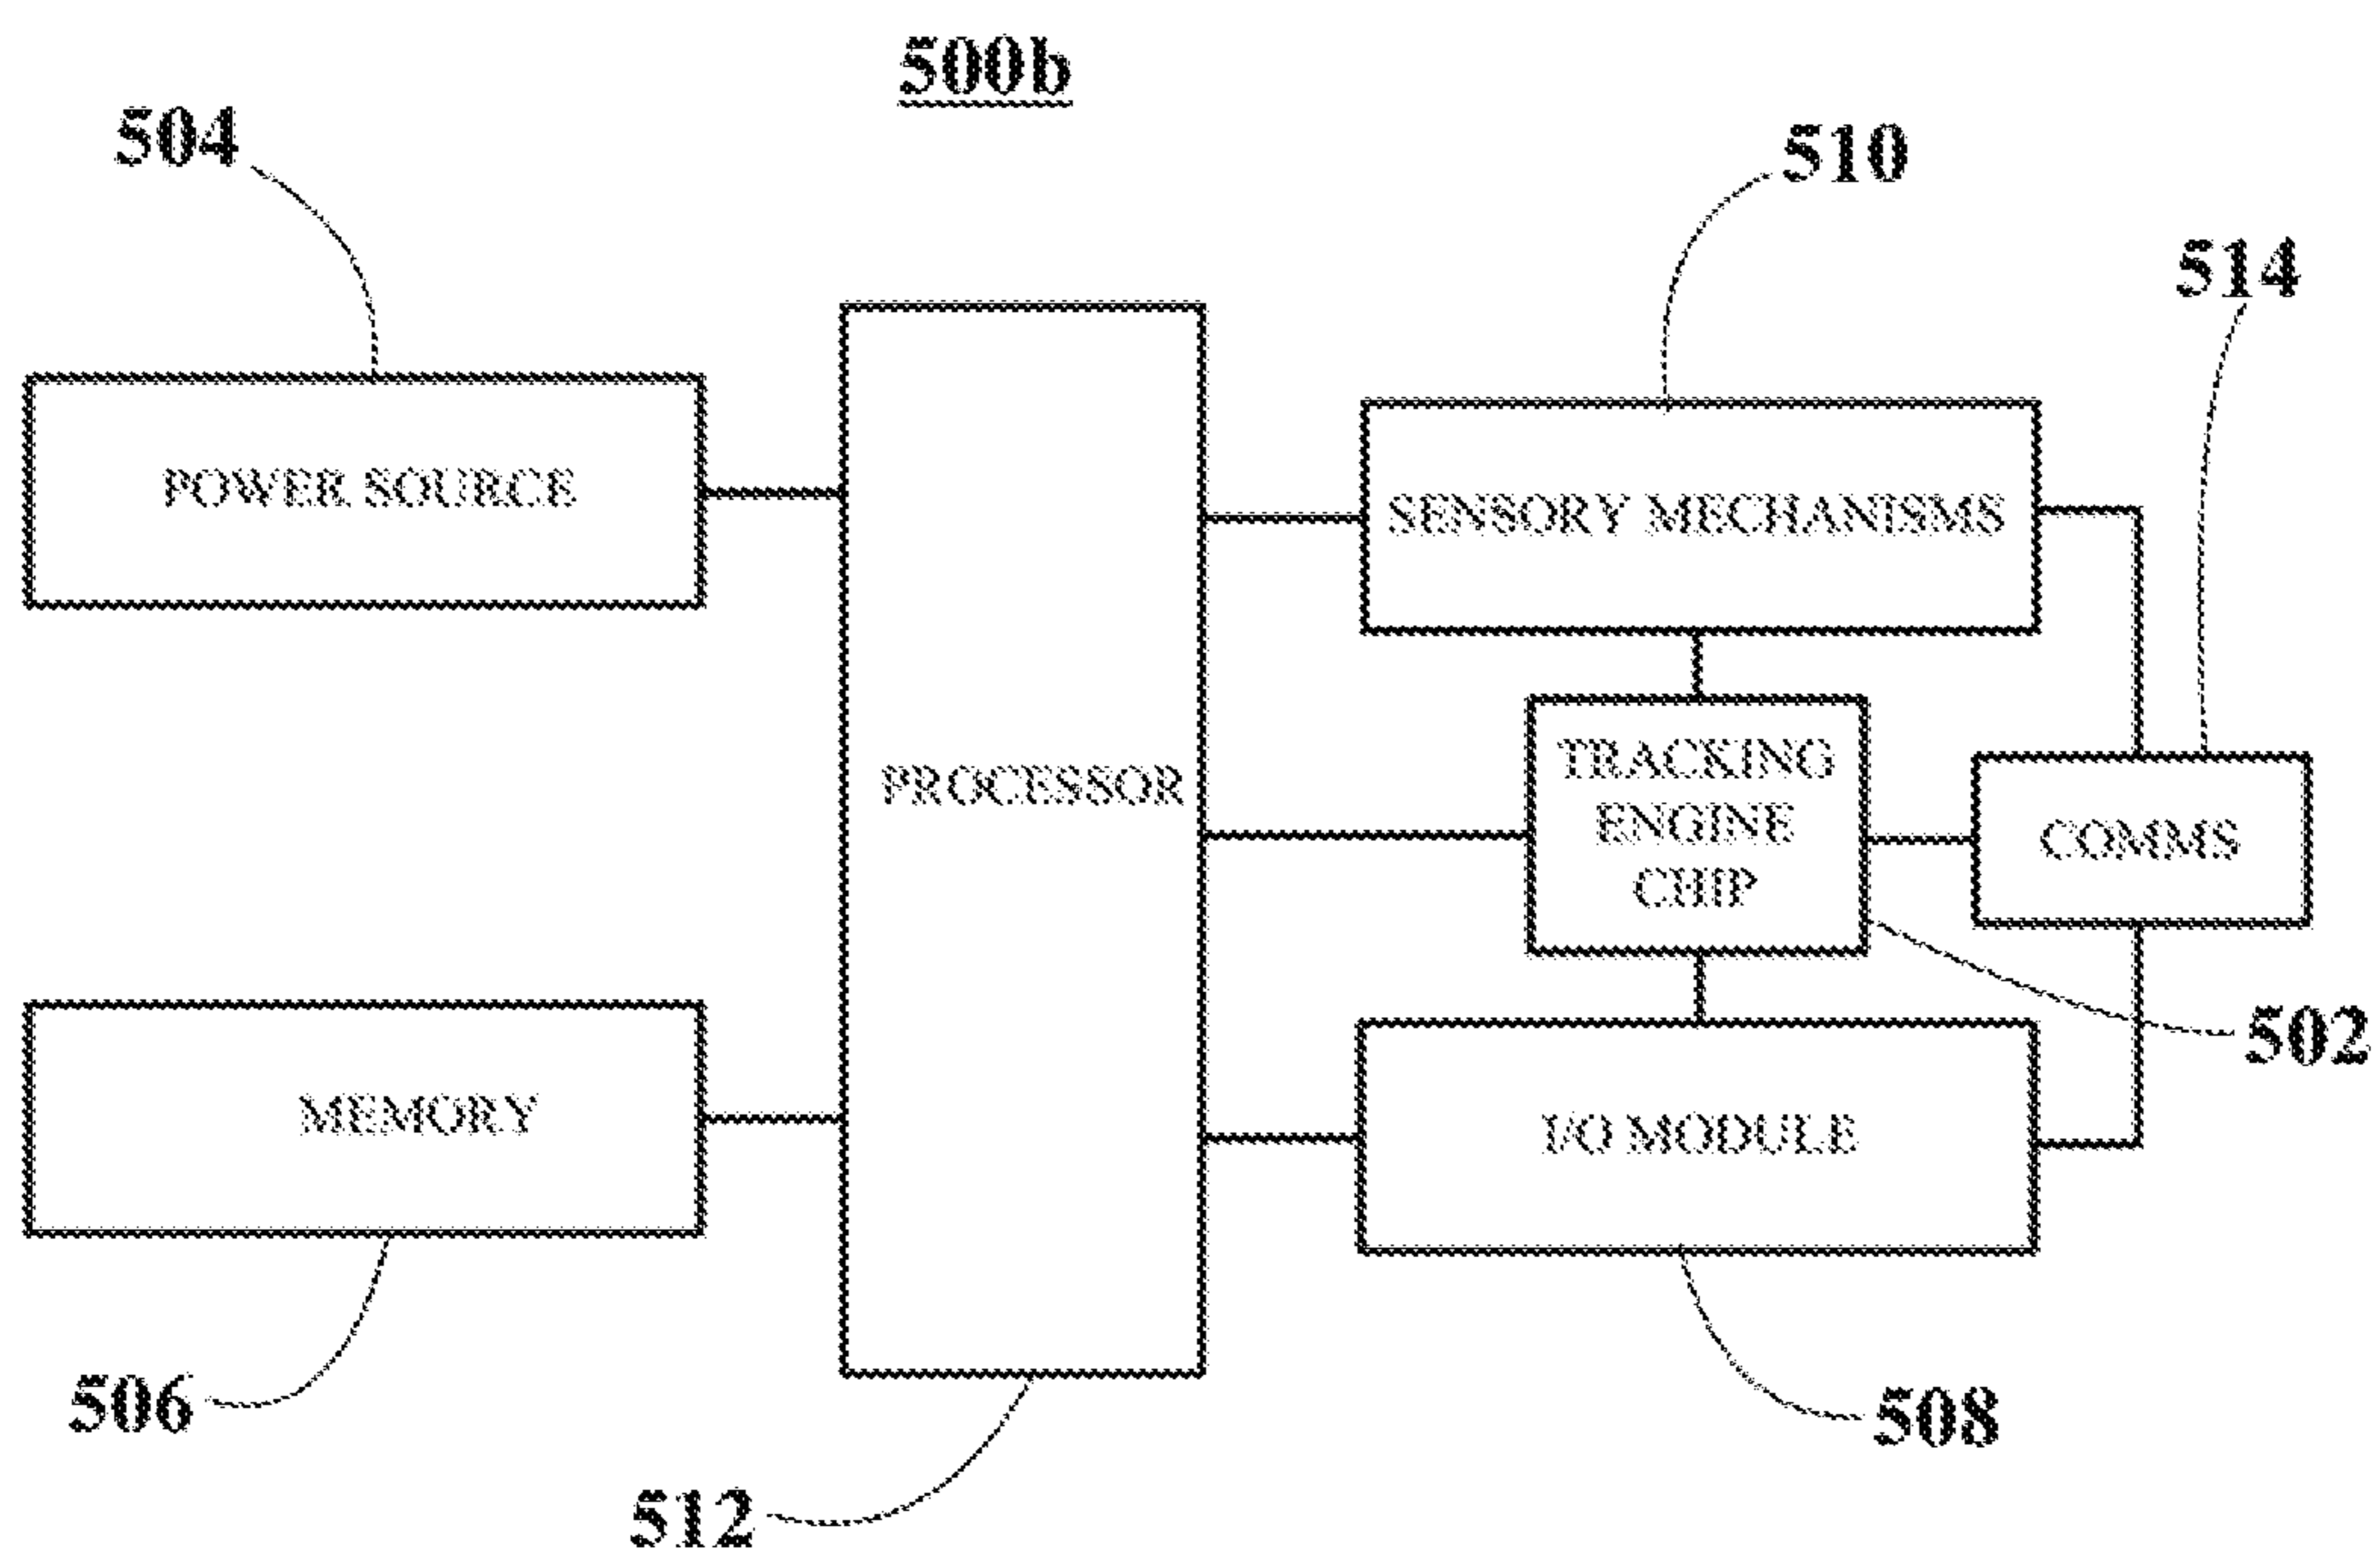 500b
504
510
514
POWER SOURCE
SENSORY MECHANISMS
PROCESSOR
TRACKING
ENGINE
CHIP
COMMS
502
MEMORY
I/O MODULE
506
508
512